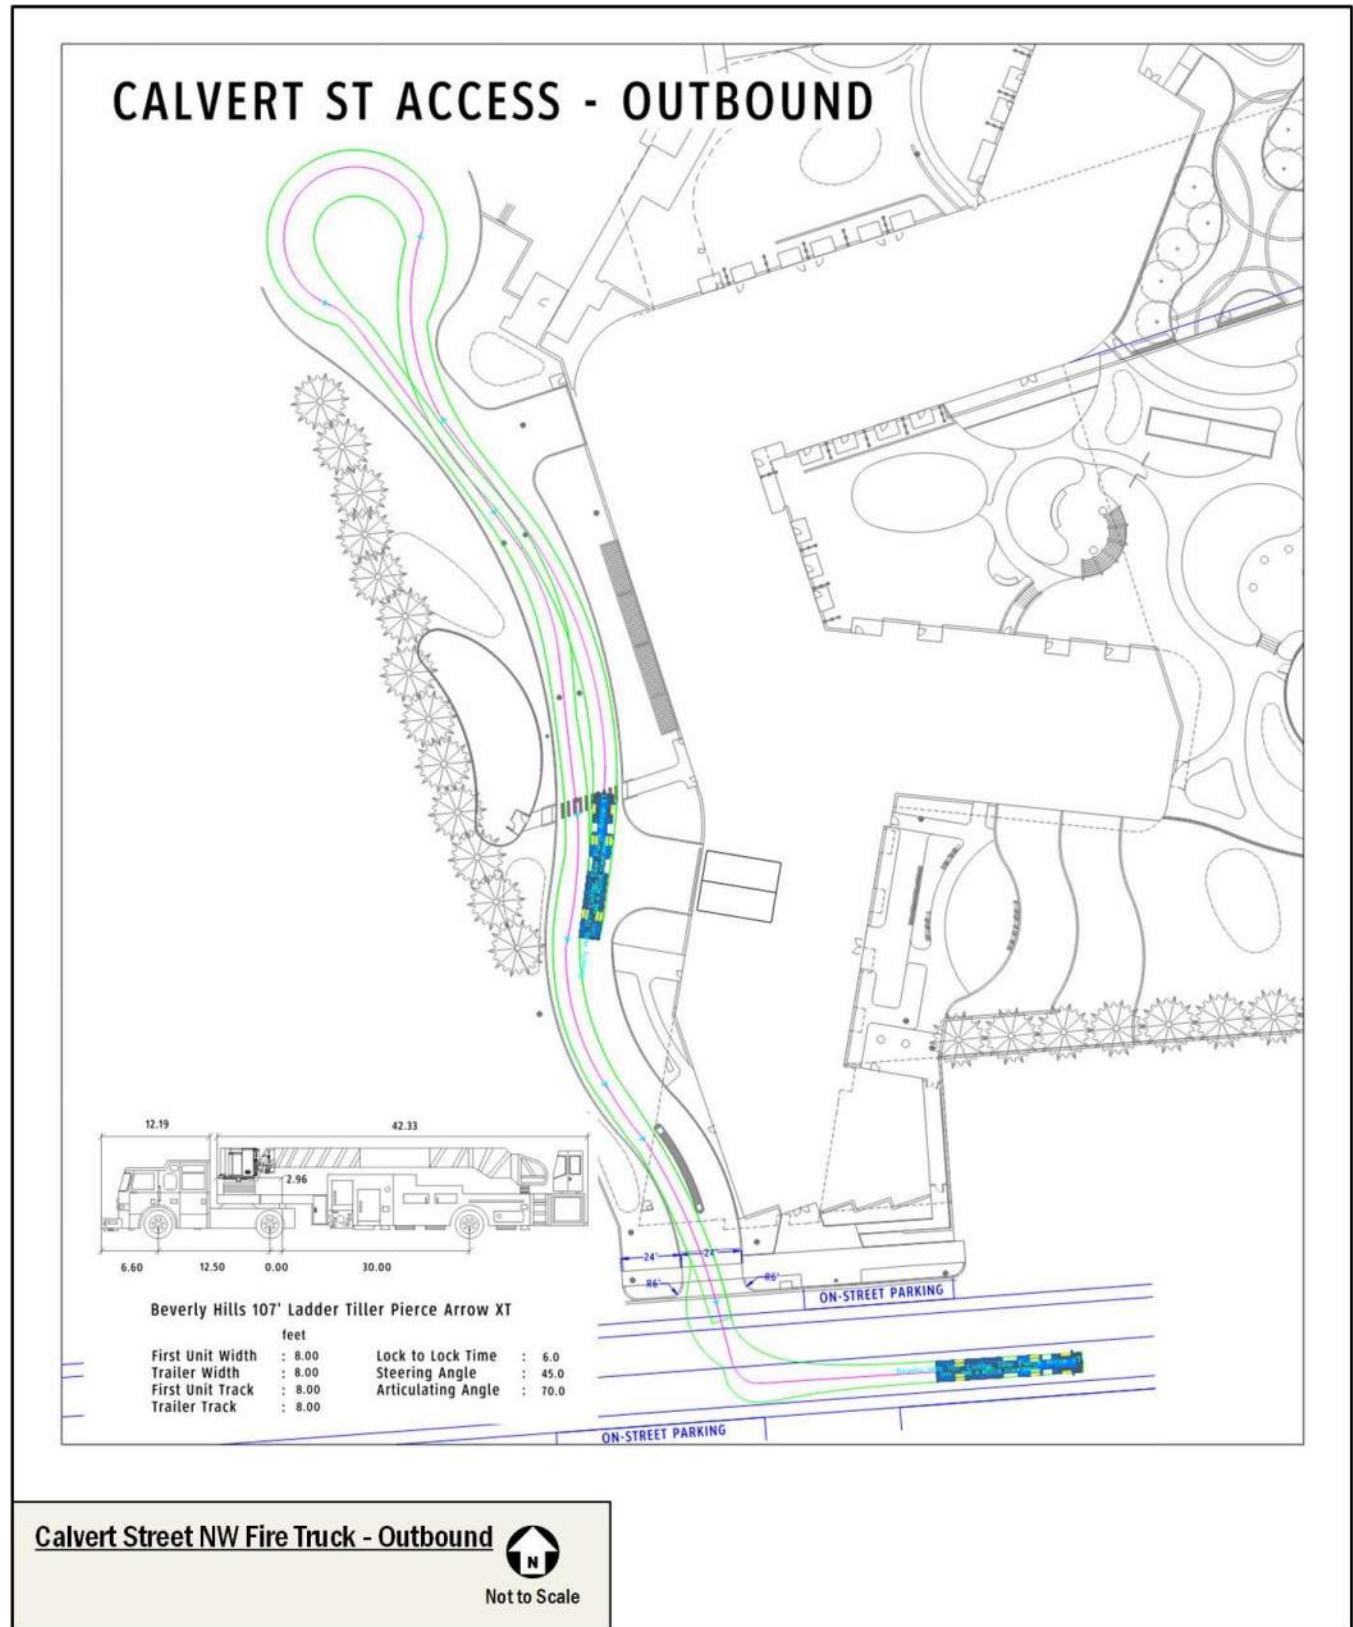 CALVERT ST ACCESS - OUTBOUND
12.19
42.33
2.96
6.60
12.50
0.00
30.00
24'
24'
R6'
R6'
ON-STREET PARKING
Beverly Hills 107' Ladder Tiller Pierce Arrow XT
feet
First Unit Width : 8.00
Trailer Width : 8.00
First Unit Track : 8.00
Trailer Track : 8.00
Lock to Lock Time : 6.0
Steering Angle : 45.0
Articulating Angle : 70.0
ON-STREET PARKING
Calvert Street NW Fire Truck - Outbound
N
Not to Scale